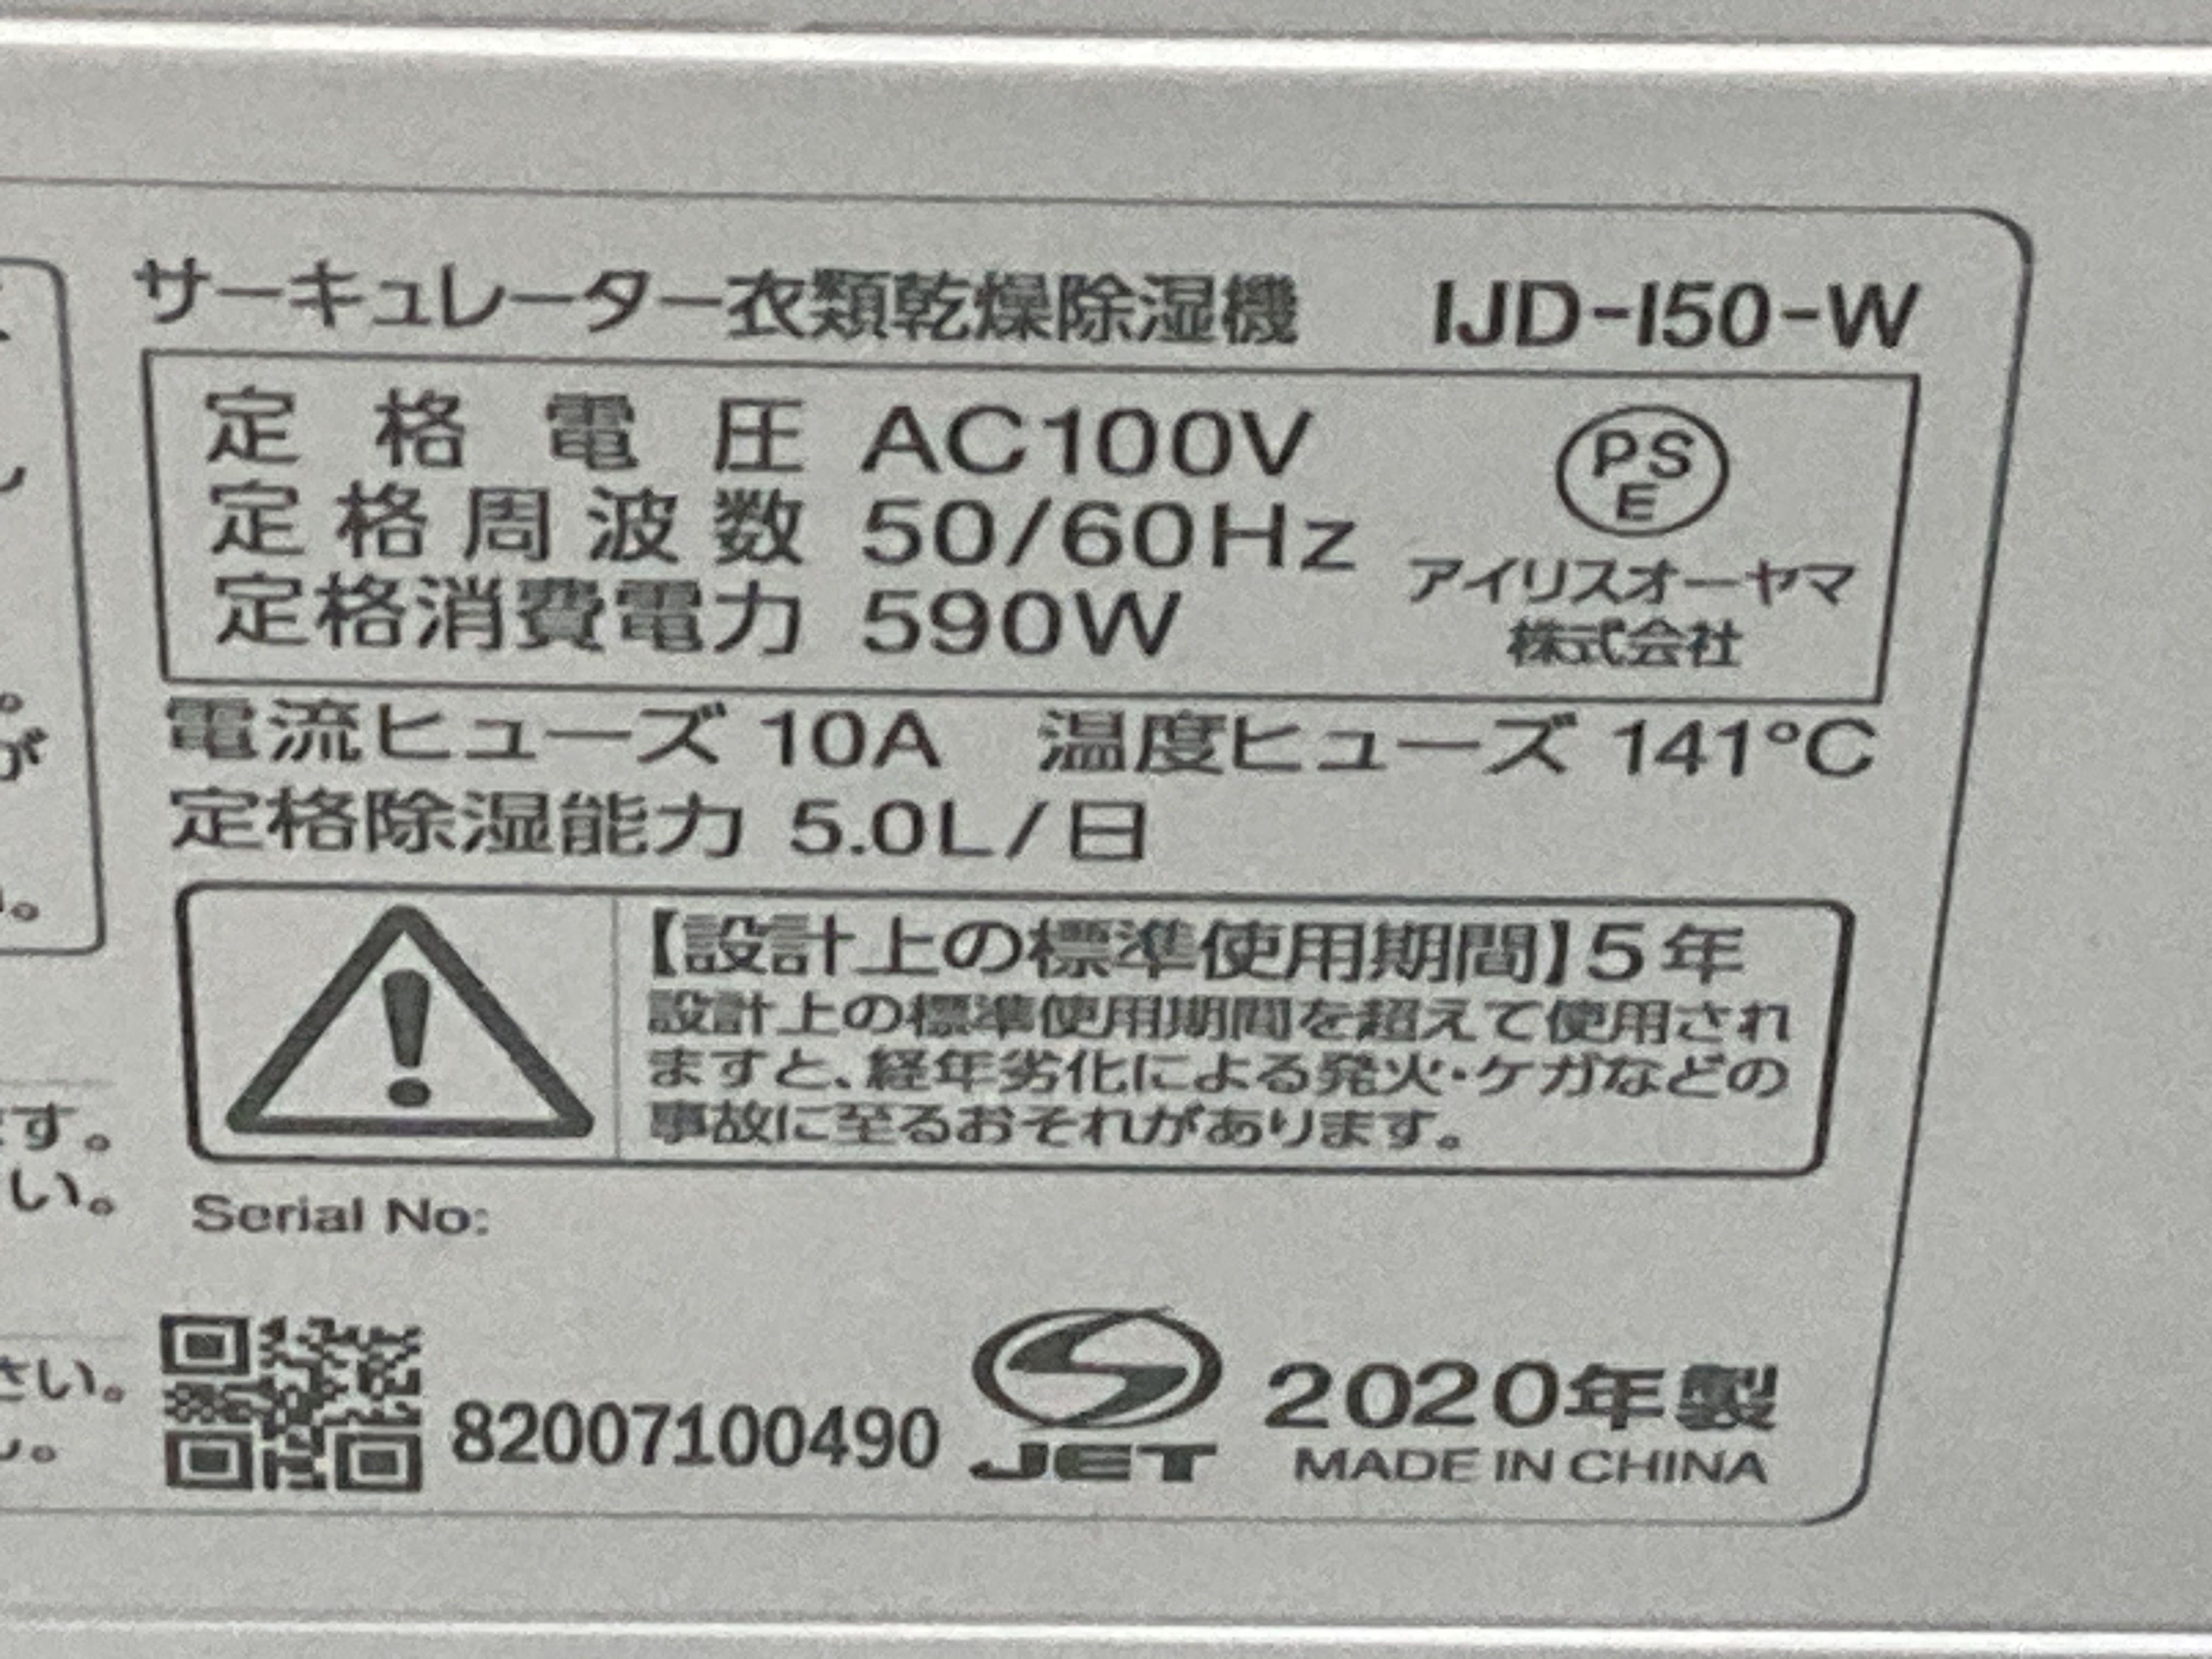 サーキュレーター衣類乾燥除湿機 IJD-I50-W
定格電圧 AC100V
定格周波数 50/60Hz
定格消費電力 590W
PS
E
アイリスオーヤマ
株式会社
電流ヒューズ 10A 温度ヒューズ 141°C
定格除湿能力 5.0L/日
【設計上の標準使用期間】5年
設計上の標準使用期間を超えて使用され
ますと、経年劣化による発火・ケガなどの
事故に至るおそれがあります。
Serial No:
82007100490
JET
2020年製
MADE IN CHINA
が
す。
い。
さい。